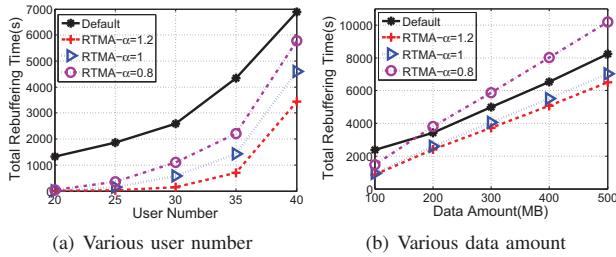 Total Rebuffering Time(s)
7000
6000
5000
4000
3000
2000
1000
0
Default
RTMA-α=1.2
RTMA-α=1
RTMA-α=0.8
20
25
30
35
40
User Number
(a) Various user number
Total Rebuffering Time(s)
10000
8000
6000
4000
2000
0
Default
RTMA-α=1.2
RTMA-α=1
RTMA-α=0.8
100
200
300
400
500
Data Amount(MB)
(b) Various data amount